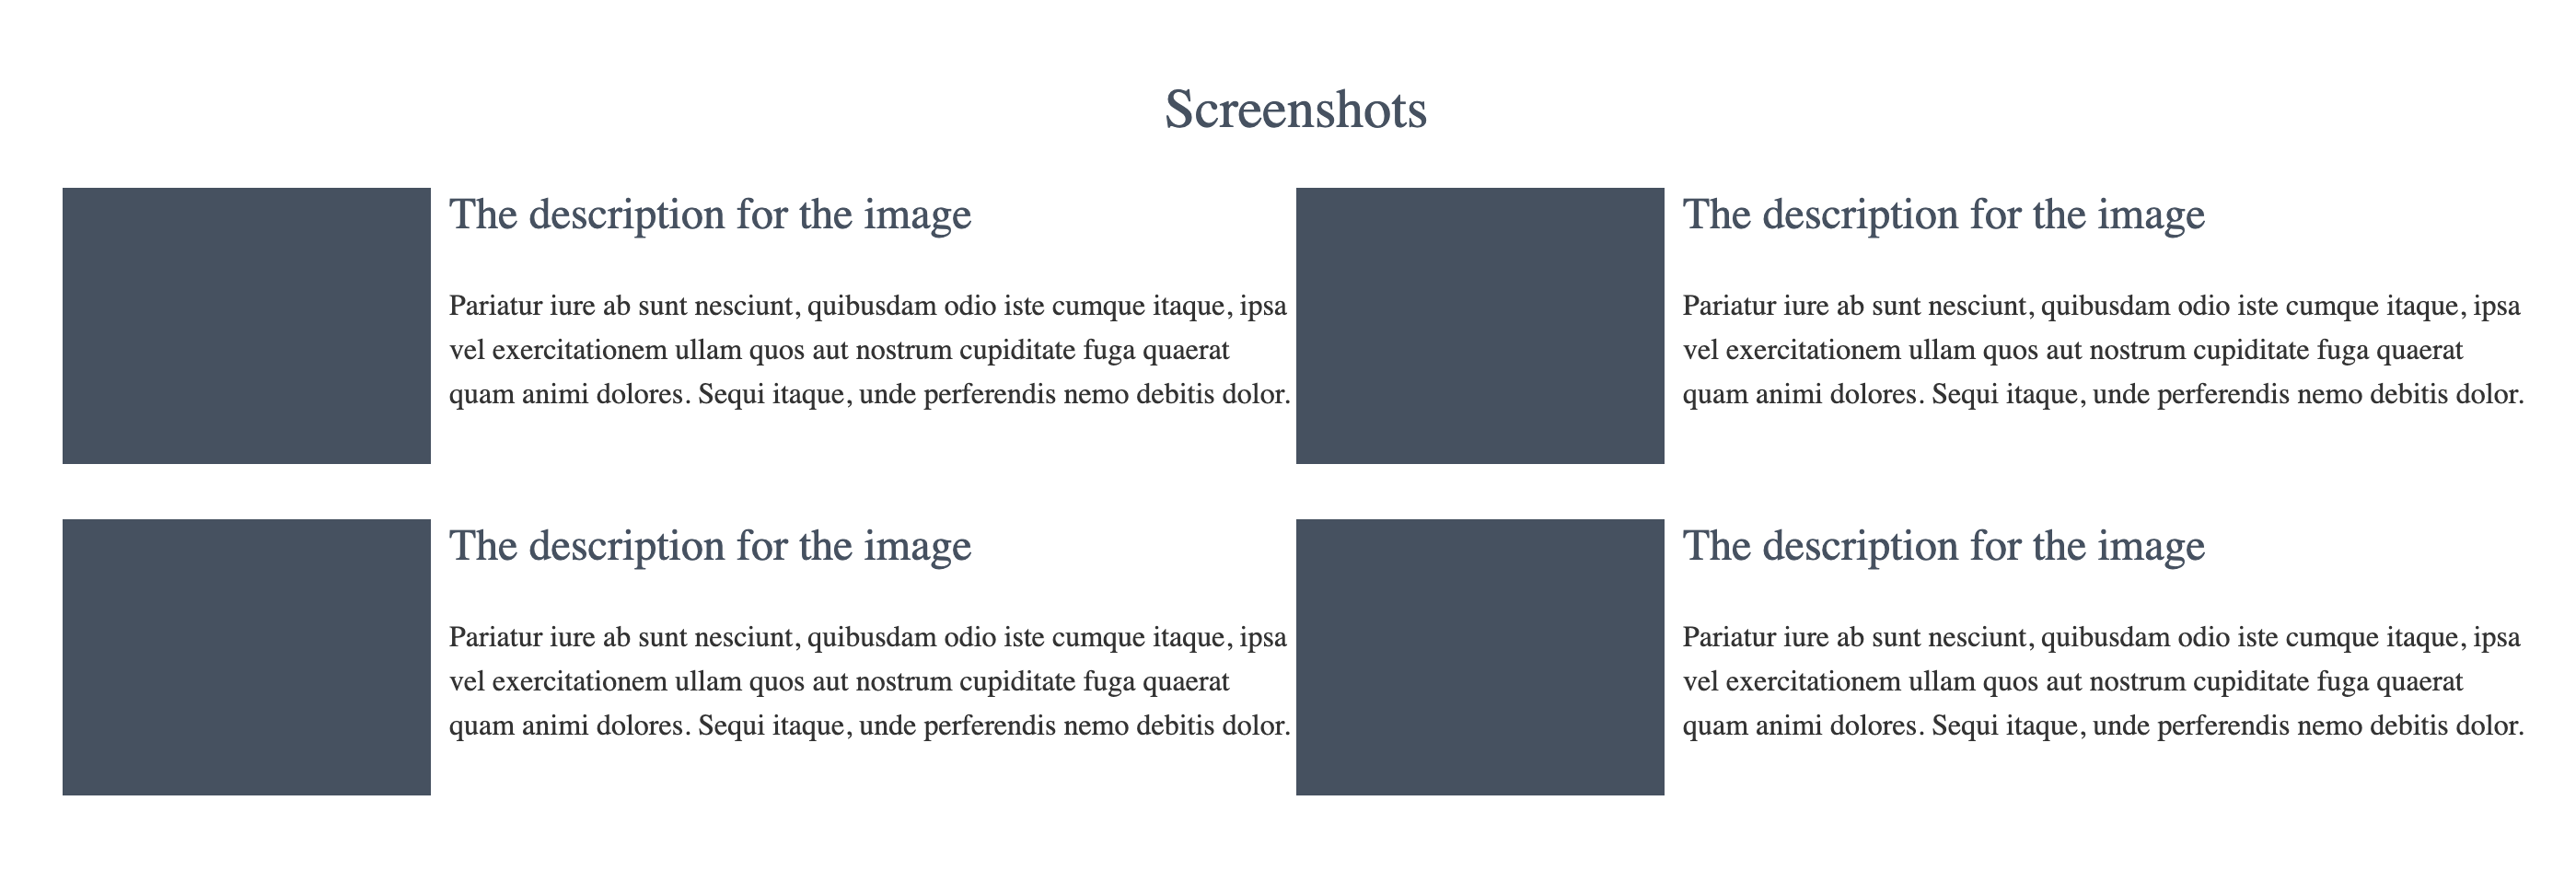 Screenshots
The description for the image
Pariatur iure ab sunt nesciunt, quibusdam odio iste cumque itaque, ipsa
vel exercitationem ullam quos aut nostrum cupiditate fuga quaerat
quam animi dolores. Sequi itaque, unde perferendis nemo debitis dolor.
The description for the image
Pariatur iure ab sunt nesciunt, quibusdam odio iste cumque itaque, ipsa
vel exercitationem ullam quos aut nostrum cupiditate fuga quaerat
quam animi dolores. Sequi itaque, unde perferendis nemo debitis dolor.
The description for the image
Pariatur iure ab sunt nesciunt, quibusdam odio iste cumque itaque, ipsa
vel exercitationem ullam quos aut nostrum cupiditate fuga quaerat
quam animi dolores. Sequi itaque, unde perferendis nemo debitis dolor.
The description for the image
Pariatur iure ab sunt nesciunt, quibusdam odio iste cumque itaque, ipsa
vel exercitationem ullam quos aut nostrum cupiditate fuga quaerat
quam animi dolores. Sequi itaque, unde perferendis nemo debitis dolor.